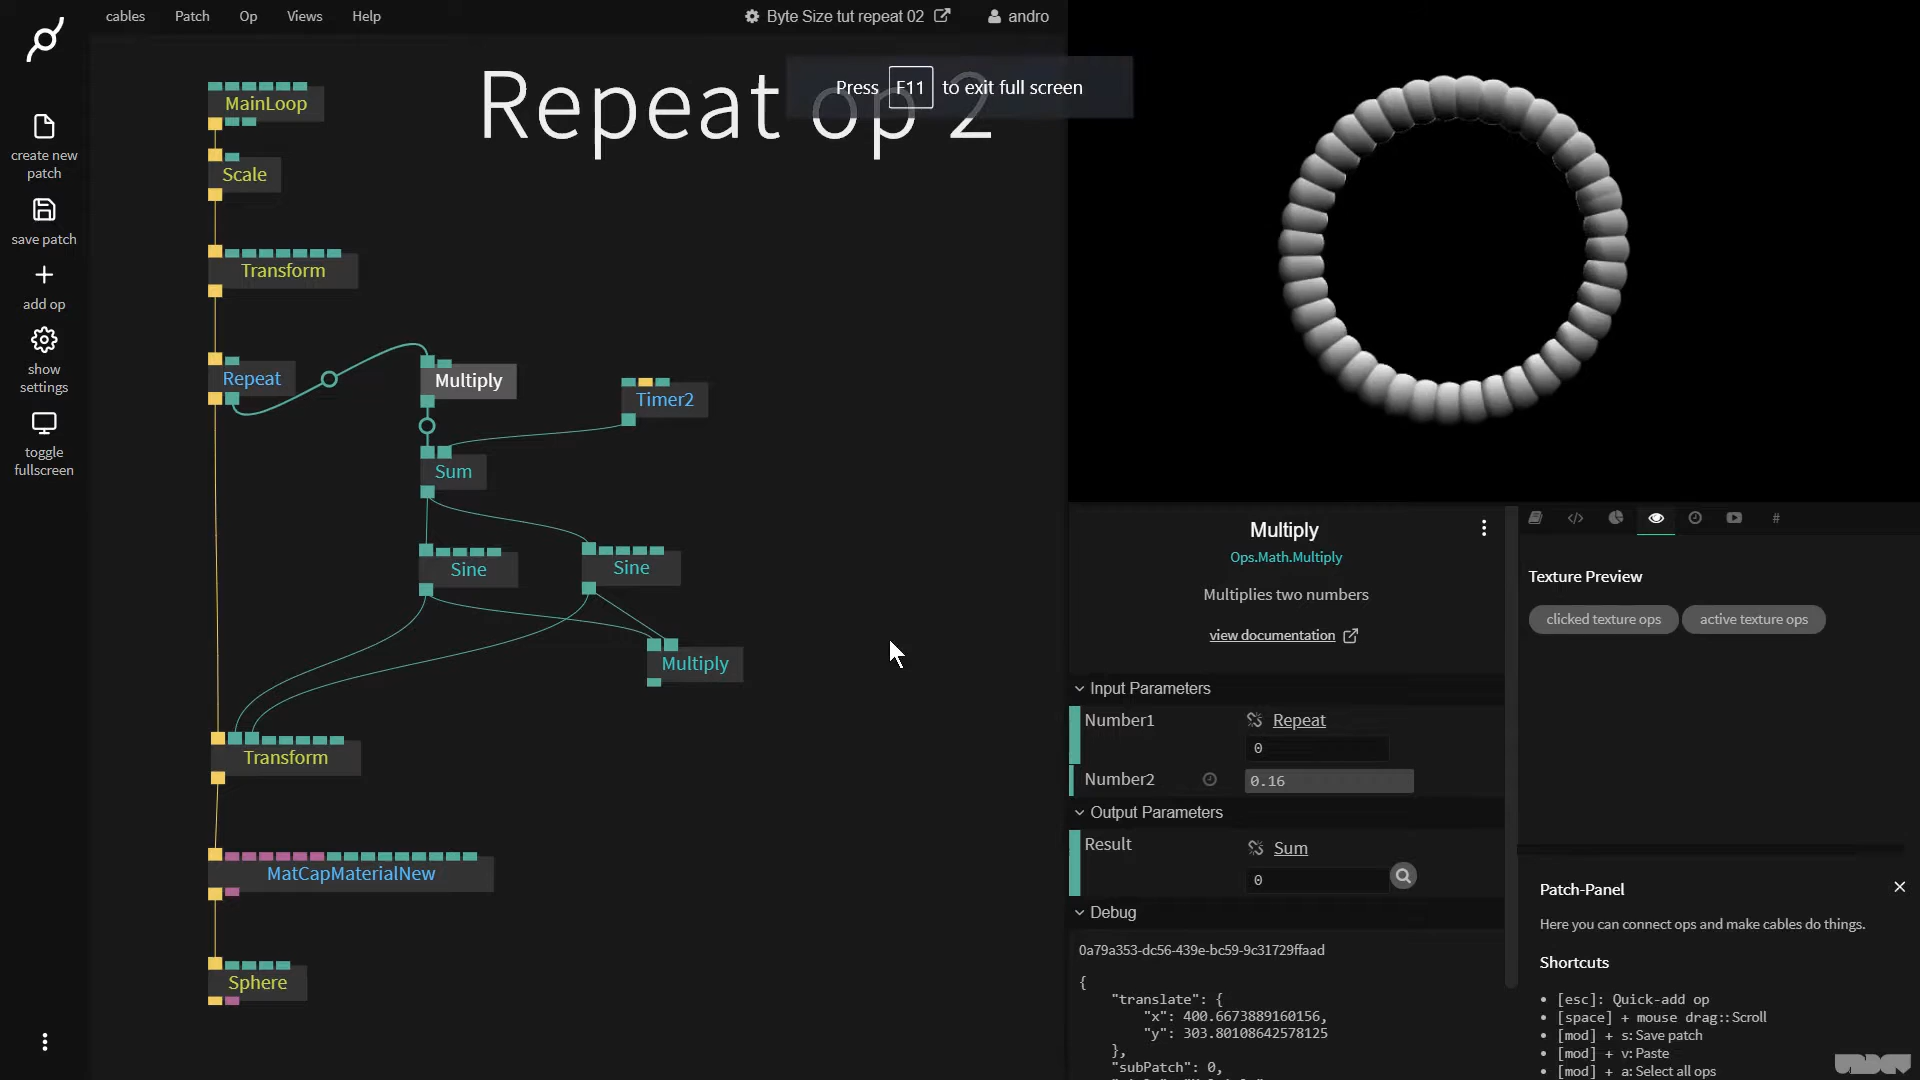 cables
Patch
Op
Views
Help
Byte Size tut repeat 02
andro
Repeat op 2
Press F11 to exit full screen
create new
patch
save patch
add op
show
settings
toggle
fullscreen
MainLoop
Scale
Transform
Repeat
Multiply
Timer2
Sum
Sine
Sine
Multiply
Transform
MatCapMaterialNew
Sphere
Multiply
Ops.Math.Multiply
Multiplies two numbers
view documentation
Input Parameters
Number1
Repeat
0
Number2
0.16
Output Parameters
Result
Sum
0
Debug
0a79a353-dc56-439e-bc59-9c31729ffaad
{
"translate": {
"x": 400.6673889160156,
"y": 303.80108642578125
},
"subPatch": 0,
#
Texture Preview
clicked texture ops
active texture ops
Patch-Panel
Here you can connect ops and make cables do things.
Shortcuts
• [esc]: Quick-add op
• [space] + mouse drag::Scroll
• [mod] + s: Save patch
• [mod] + v: Paste
• [mod] + a: Select all ops